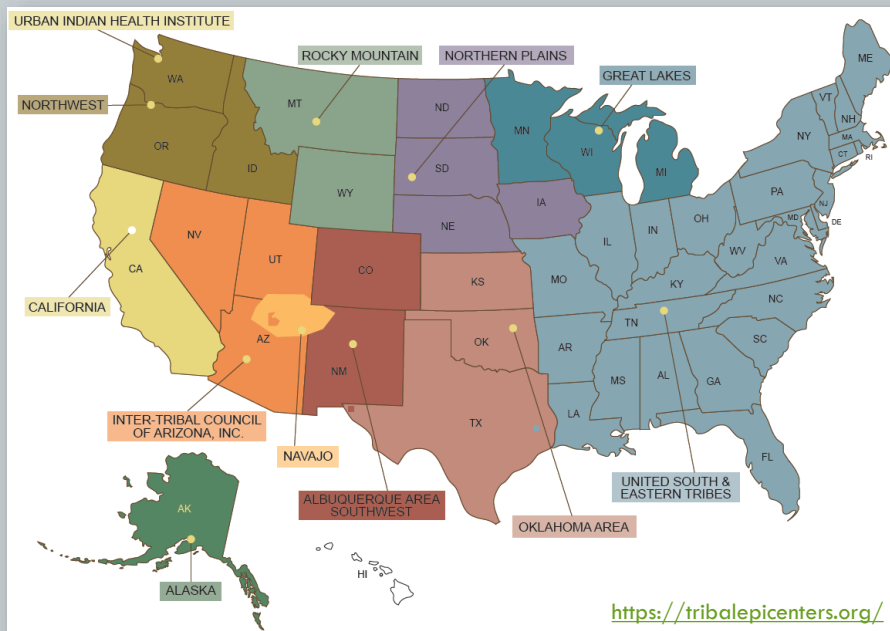 URBAN INDIAN HEALTH INSTITUTE
ROCKY MOUNTAIN
NORTHERN PLAINS
GREAT LAKES
NORTHWEST
WA
OR
ID
MT
WY
ND
SD
NE
IA
MN
WI
MI
ME
VT
NH
MA
CT
RI
NY
PA
NJ
MD
DE
OH
IN
IL
WV
VA
KY
NC
TN
SC
MO
AR
MS
AL
GA
LA
FL
CA
NV
UT
AZ
CO
NM
KS
OK
TX
CALIFORNIA
INTER-TRIBAL COUNCIL
OF ARIZONA, INC.
NAVAJO
ALBUQUERQUE AREA
SOUTHWEST
OKLAHOMA AREA
UNITED SOUTH &
EASTERN TRIBES
AK
ALASKA
HI
https://tribalepicenters.org/